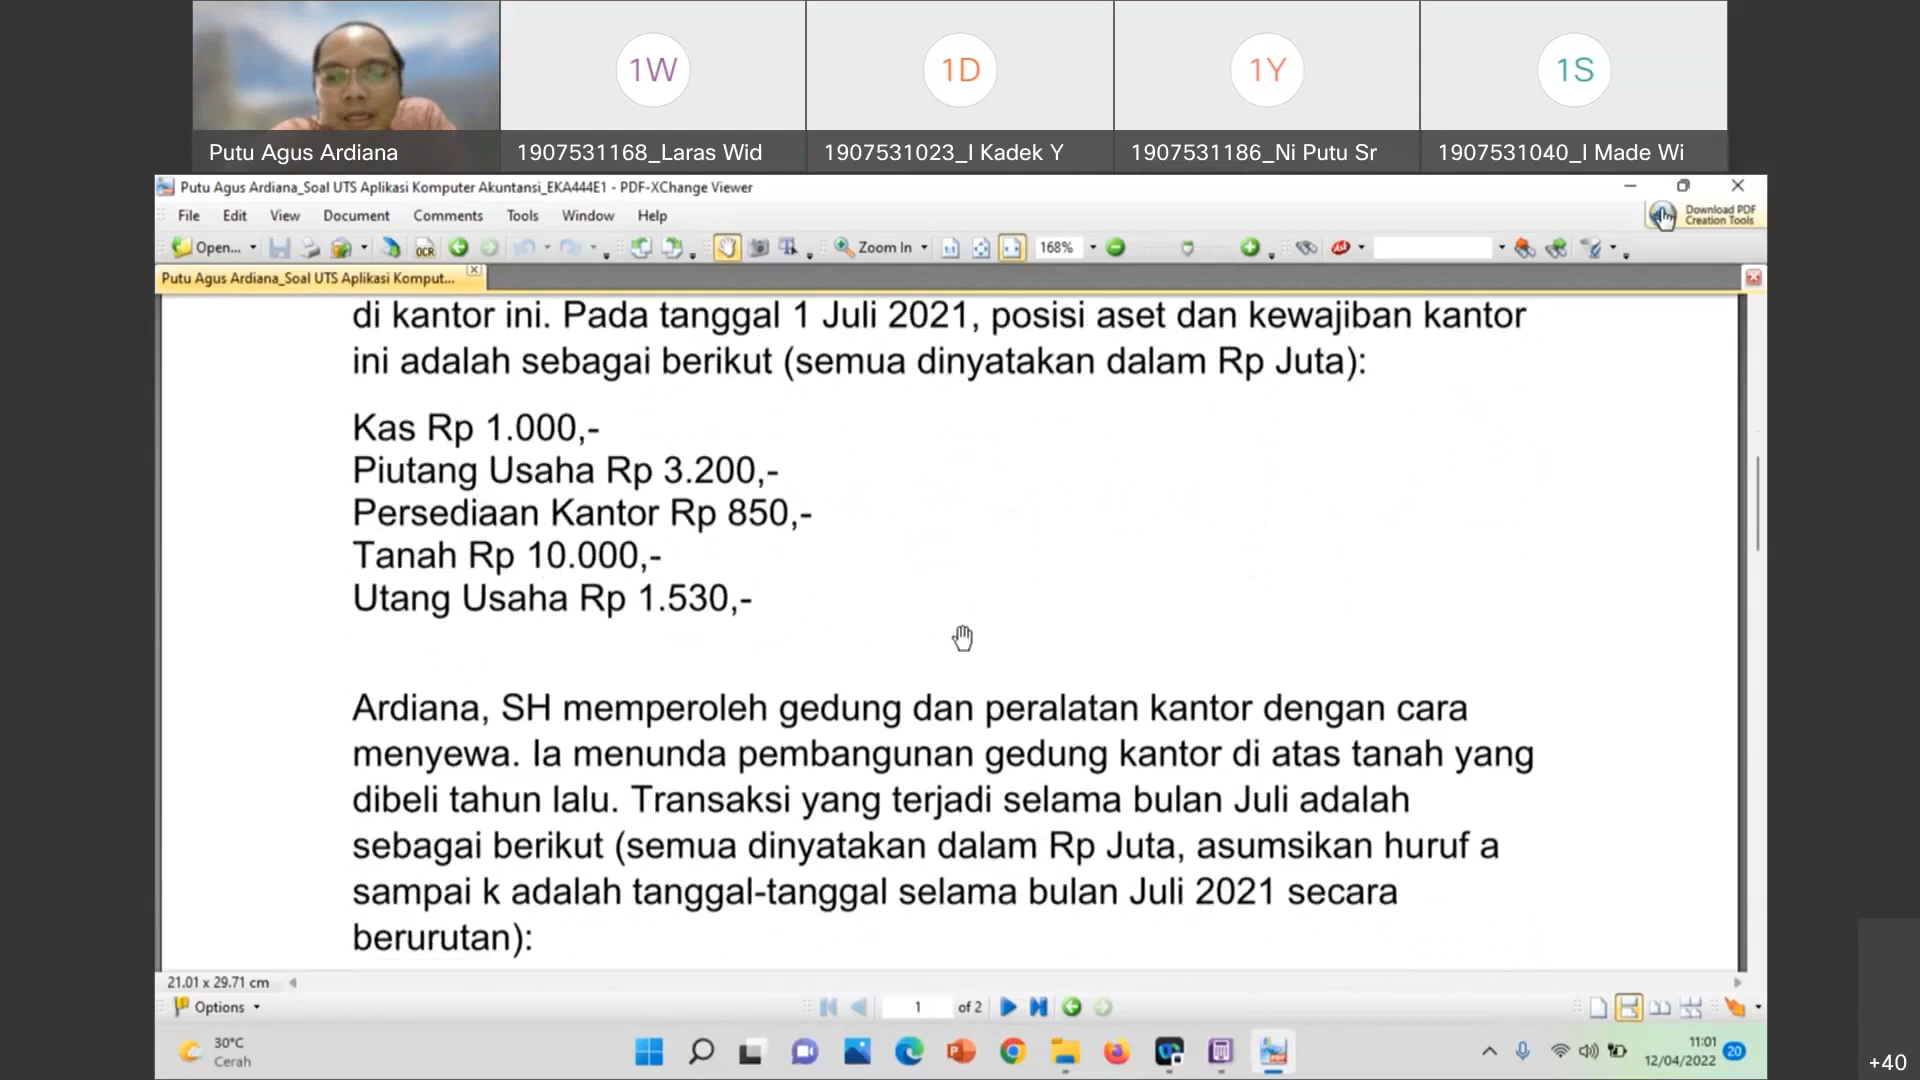 1W
1D
1Y
1S
Putu Agus Ardiana
1907531168_Laras Wid
1907531023_I Kadek Y
1907531186_Ni Putu Sr
1907531040_I Made Wi
Putu Agus Ardiana_Soal UTS Aplikasi Komputer Akuntansi_EKA444E1 - PDF-XChange Viewer
File Edit View Document Comments Tools Window Help
Download PDF
Creation Tools
Open...
OCR
Zoom In
1:1
168%
Putu Agus Ardiana_Soal UTS Aplikasi Komput...
di kantor ini. Pada tanggal 1 Juli 2021, posisi aset dan kewajiban kantor
ini adalah sebagai berikut (semua dinyatakan dalam Rp Juta):
Kas Rp 1.000,-
Piutang Usaha Rp 3.200,-
Persediaan Kantor Rp 850,-
Tanah Rp 10.000,-
Utang Usaha Rp 1.530,-
Ardiana, SH memperoleh gedung dan peralatan kantor dengan cara
menyewa. Ia menunda pembangunan gedung kantor di atas tanah yang
dibeli tahun lalu. Transaksi yang terjadi selama bulan Juli adalah
sebagai berikut (semua dinyatakan dalam Rp Juta, asumsikan huruf a
sampai k adalah tanggal-tanggal selama bulan Juli 2021 secara
berurutan):
21.01 x 29.71 cm
Options
1 of 2
30°C
Cerah
11:01
12/04/2022
20
+40